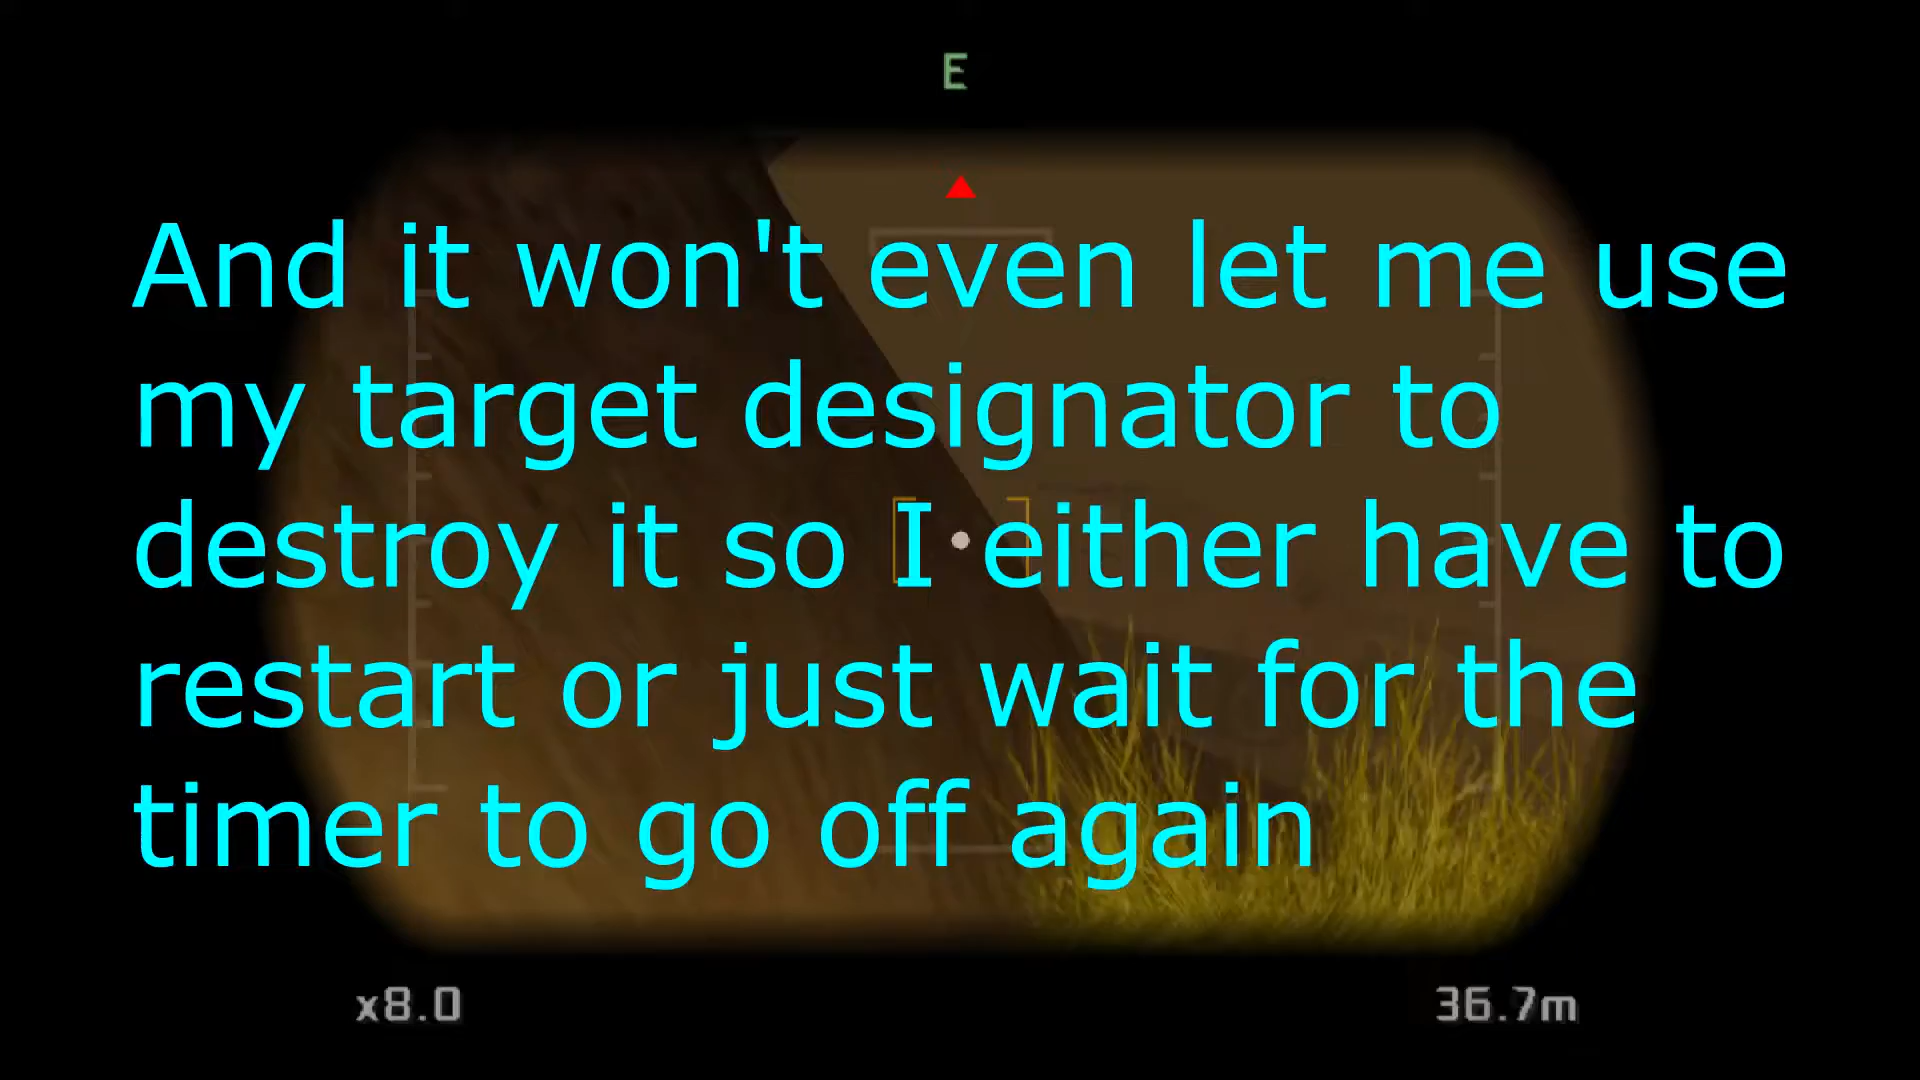 E
And it won't even let me use
my target designator to
destroy it so I either have to
restart or just wait for the
timer to go off again
x8.0
36.7m